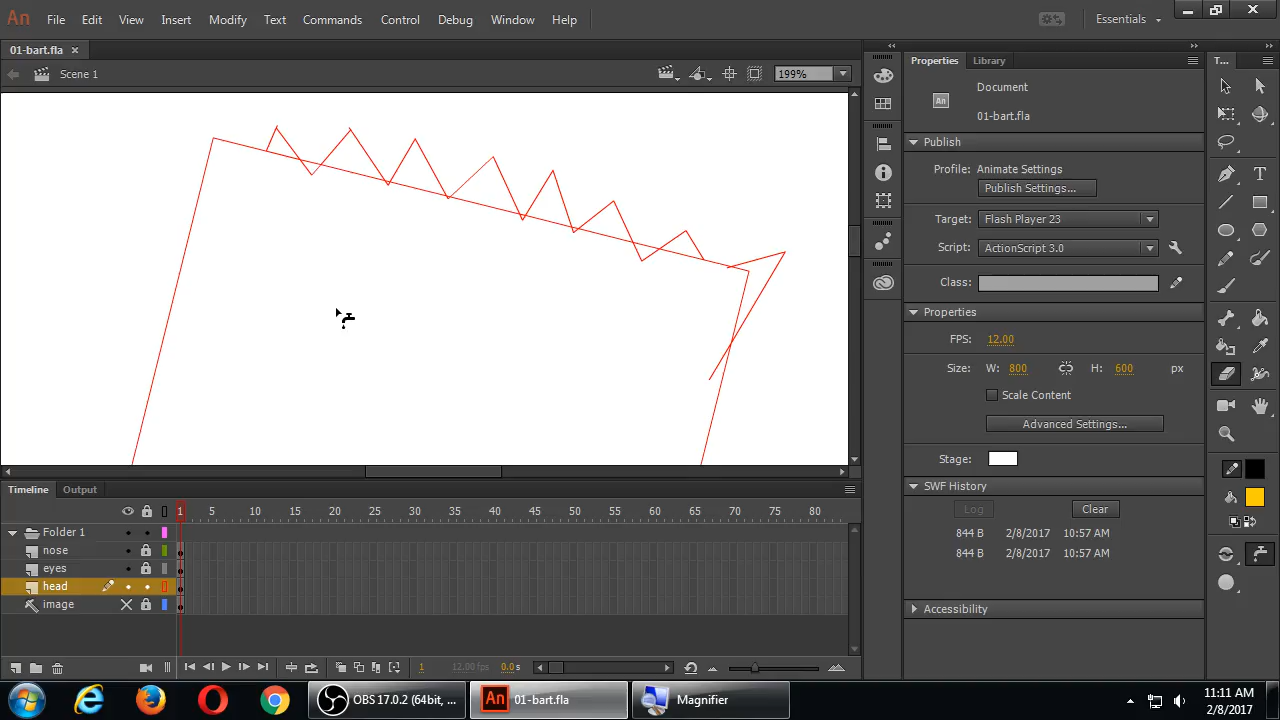 An File Edit View Insert Modify Text Commands Control Debug Window Help Essentials
01-bart.fla ×
Scene 1 199%
Properties Library T...
Document
An 01-bart.fla
Publish
Profile: Animate Settings
Publish Settings...
Target: Flash Player 23
Script: ActionScript 3.0
Class:
Properties
FPS: 12.00
Size: W: 800 H: 600 px
Scale Content
Advanced Settings...
Stage:
SWF History
Log Clear
844 B 2/8/2017 10:57 AM
844 B 2/8/2017 10:57 AM
Accessibility
Timeline Output
1 5 10 15 20 25 30 35 40 45 50 55 60 65 70 75 80
Folder 1
nose
eyes
head
image
1 12.00 fps 0.0 s
OBS 17.0.2 (64bit, ... An 01-bart.fla Magnifier
11:11 AM
2/8/2017